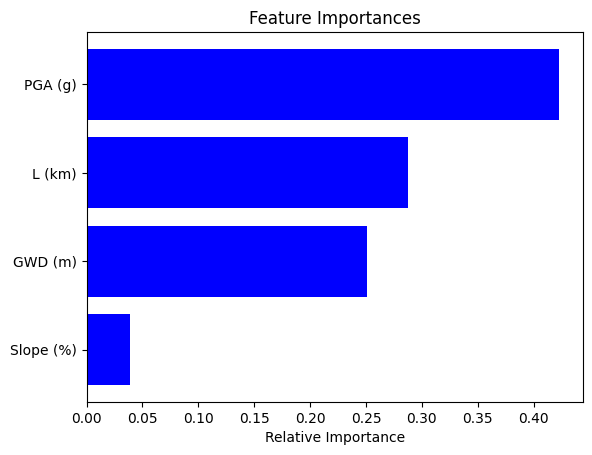 Feature Importances
PGA (g)
L (km)
GWD (m)
Slope (%)
0.00 0.05 0.10 0.15 0.20 0.25 0.30 0.35 0.40
Relative Importance